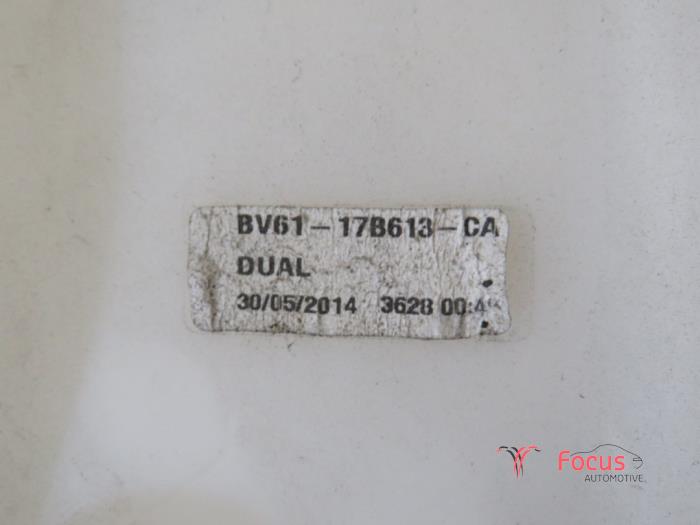 BV61-17B613-CA
DUAL
30/05/2014 3628
Focus
AUTOMOTIVE